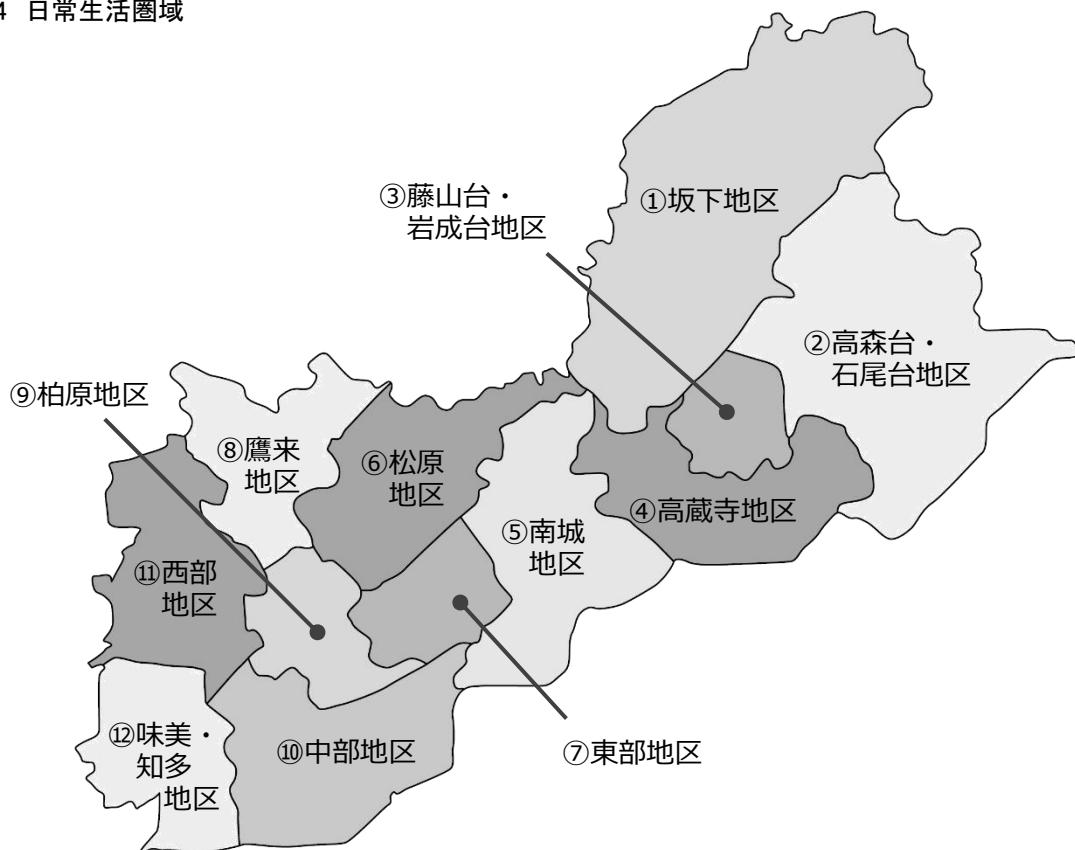 4 日常生活圏域
①坂下地区
③藤山台・
岩成台地区
②高森台・
石尾台地区
⑨柏原地区
⑧鷹来
地区
⑥松原
地区
④高蔵寺地区
⑤南城
地区
⑪西部
地区
⑫味美・
知多
地区
⑩中部地区
⑦東部地区